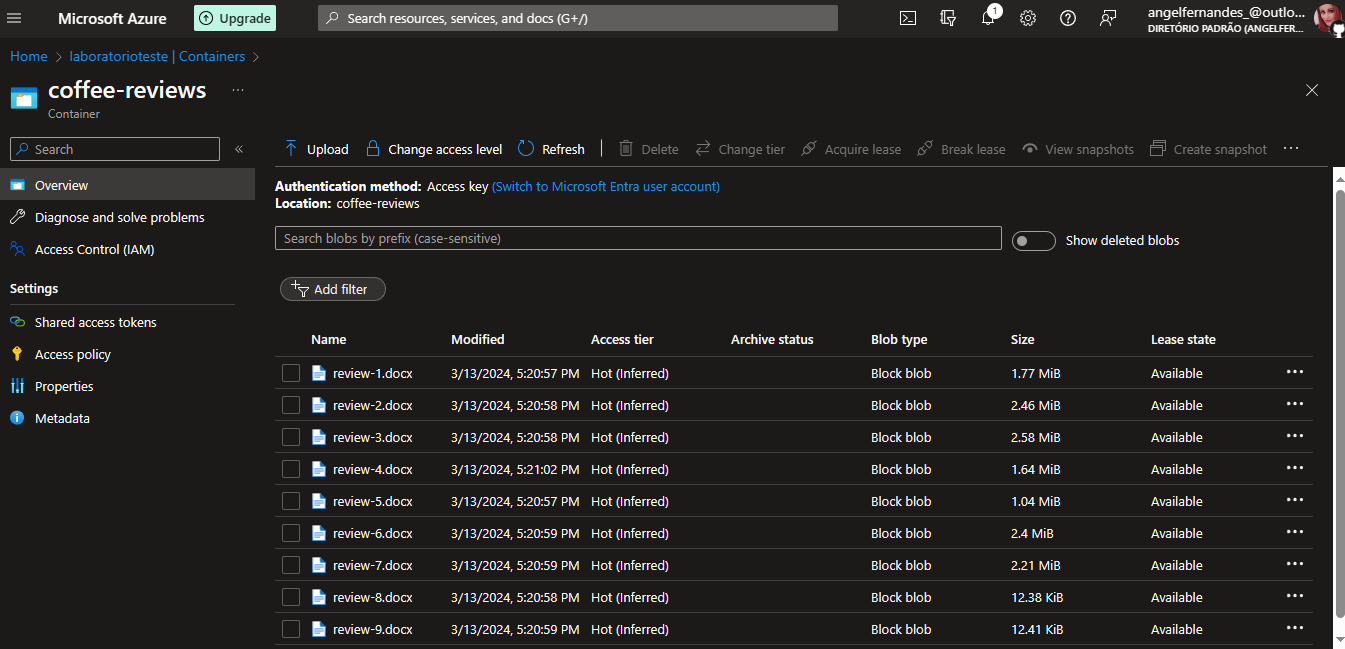 Microsoft Azure
Upgrade
Search resources, services, and docs (G+/)
1
angelfernandes_@outlo...
DIRETÓRIO PADRÃO (ANGELFER...
Home > laboratorioteste | Containers >
coffee-reviews ...
Container
Search «
Overview
Diagnose and solve problems
Access Control (IAM)
Settings
Shared access tokens
Access policy
Properties
Metadata
Upload Change access level Refresh | Delete Change tier Acquire lease Break lease View snapshots Create snapshot ...
Authentication method: Access key (Switch to Microsoft Entra user account)
Location: coffee-reviews
Search blobs by prefix (case-sensitive)
Show deleted blobs
Add filter
Name Modified Access tier Archive status Blob type Size Lease state
review-1.docx 3/13/2024, 5:20:57 PM Hot (Inferred) Block blob 1.77 MiB Available ...
review-2.docx 3/13/2024, 5:20:58 PM Hot (Inferred) Block blob 2.46 MiB Available ...
review-3.docx 3/13/2024, 5:20:58 PM Hot (Inferred) Block blob 2.58 MiB Available ...
review-4.docx 3/13/2024, 5:21:02 PM Hot (Inferred) Block blob 1.64 MiB Available ...
review-5.docx 3/13/2024, 5:20:57 PM Hot (Inferred) Block blob 1.04 MiB Available ...
review-6.docx 3/13/2024, 5:20:59 PM Hot (Inferred) Block blob 2.4 MiB Available ...
review-7.docx 3/13/2024, 5:20:59 PM Hot (Inferred) Block blob 2.21 MiB Available ...
review-8.docx 3/13/2024, 5:20:58 PM Hot (Inferred) Block blob 12.38 KiB Available ...
review-9.docx 3/13/2024, 5:20:59 PM Hot (Inferred) Block blob 12.41 KiB Available ...